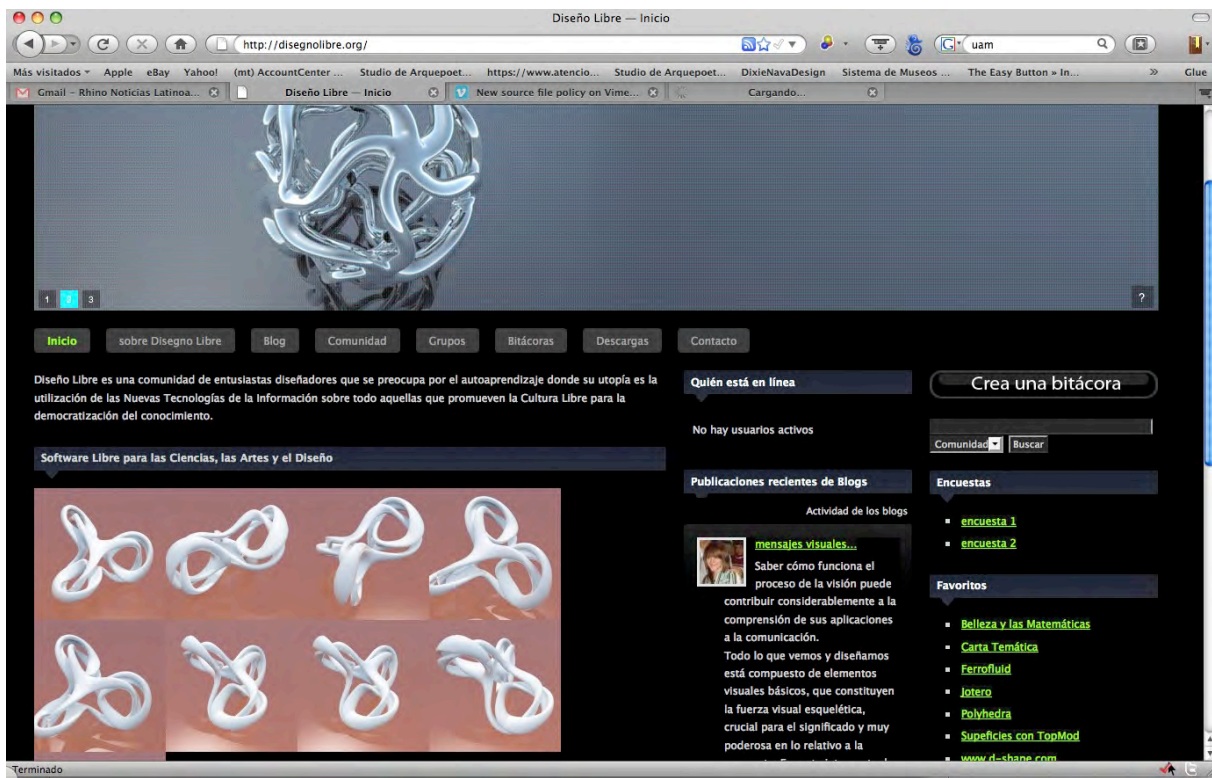 Diseño Libre — Inicio
http://disegnolibre.org/
uam
Más visitados Apple eBay Yahoo! (mt) AccountCenter ... Studio de Arquepoet... https://www.atencio... Studio de Arquepoet... DixieNavaDesign Sistema de Museos ... The Easy Button » In... » Glue
Gmail – Rhino Noticias Latinoa... Diseño Libre — Inicio New source file policy on Vime... Cargando...
1 2 3 ?
Inicio sobre Disegno Libre Blog Comunidad Grupos Bitácoras Descargas Contacto
Diseño Libre es una comunidad de entusiastas diseñadores que se preocupa por el autoaprendizaje donde su utopía es la
utilización de las Nuevas Tecnologías de la Información sobre todo aquellas que promueven la Cultura Libre para la
democratización del conocimiento.
Software Libre para las Ciencias, las Artes y el Diseño
Quién está en línea
No hay usuarios activos
Publicaciones recientes de Blogs
Actividad de los blogs
mensajes visuales...
Saber cómo funciona el
proceso de la visión puede
contribuir considerablemente a la
comprensión de sus aplicaciones
a la comunicación.
Todo lo que vemos y diseñamos
está compuesto de elementos
visuales básicos, que constituyen
la fuerza visual esquelética,
crucial para el significado y muy
poderosa en lo relativo a la
Crea una bitácora
Comunidad Buscar
Encuestas
encuesta 1
encuesta 2
Favoritos
Belleza y las Matemáticas
Carta Temática
Ferrofluid
Jotero
Polyhedra
Supeficies con TopMod
www.d-shape.com
Terminado